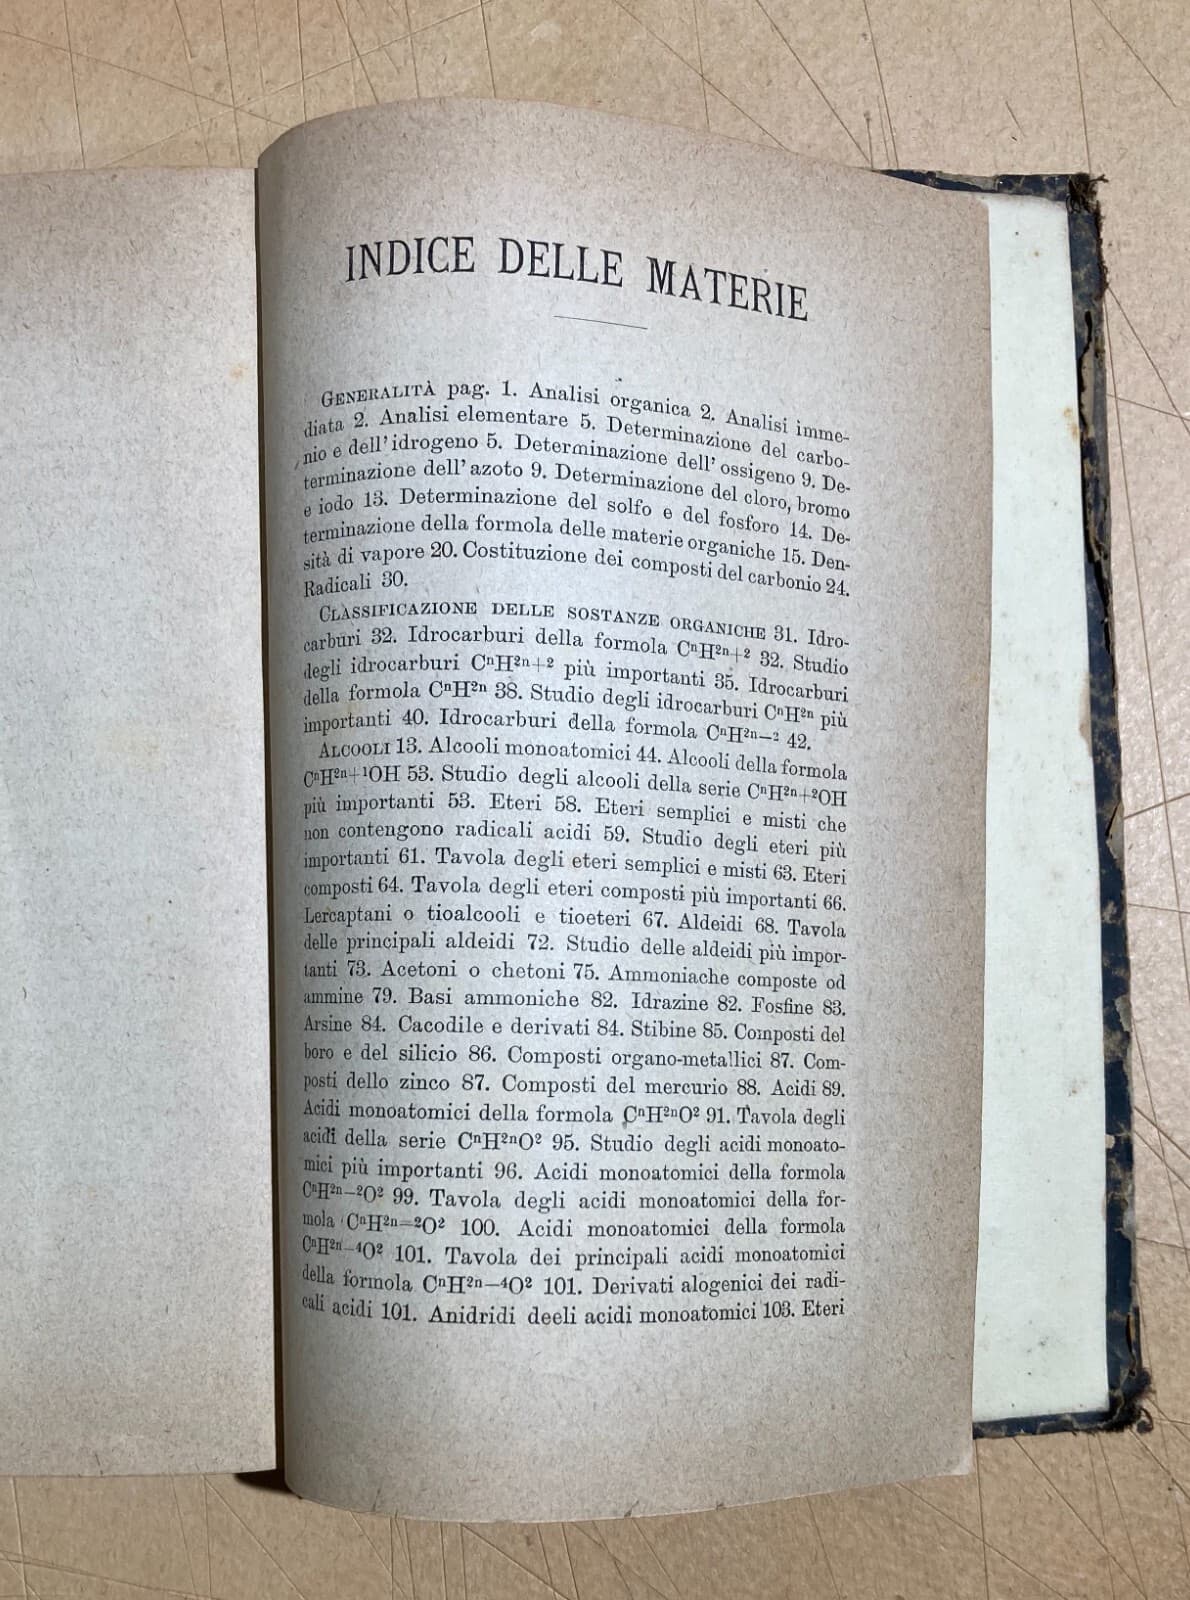 INDICE DELLE MATERIE
GENERALITÀ pag. 1. Analisi organica 2. Analisi imme-
diata 2. Analisi elementare 5. Determinazione del carbo-
nio e dell'idrogeno 5. Determinazione dell'ossigeno 9. De-
terminazione dell'azoto 9. Determinazione del cloro, bromo
e iodo 13. Determinazione del solfo e del fosforo 14. De-
terminazione della formola delle materie organiche 15. Den-
sità di vapore 20. Costituzione dei composti del carbonio 24.
Radicali 30.
CLASSIFICAZIONE DELLE SOSTANZE ORGANICHE 31. Idro-
carburi 32. Idrocarburi della formola CⁿH²ⁿ+² 32. Studio
degli idrocarburi CⁿH²ⁿ+² più importanti 35. Idrocarburi
della formola CⁿH²ⁿ 38. Studio degli idrocarburi CⁿH²ⁿ più
importanti 40. Idrocarburi della formola CⁿH²ⁿ—² 42.
ALCOOLI 13. Alcooli monoatomici 44. Alcooli della formola
CⁿH²ⁿ+¹OH 53. Studio degli alcooli della serie CⁿH²ⁿ+²OH
più importanti 53. Eteri 58. Eteri semplici e misti che
non contengono radicali acidi 59. Studio degli eteri più
importanti 61. Tavola degli eteri semplici e misti 63. Eteri
composti 64. Tavola degli eteri composti più importanti 66.
Lercaptani o tioalcooli e tioeteri 67. Aldeidi 68. Tavola
delle principali aldeidi 72. Studio delle aldeidi più impor-
tanti 73. Acetoni o chetoni 75. Ammoniache composte od
ammine 79. Basi ammoniche 82. Idrazine 82. Fosfine 83.
Arsine 84. Cacodile e derivati 84. Stibine 85. Composti del
boro e del silicio 86. Composti organo-metallici 87. Com-
posti dello zinco 87. Composti del mercurio 88. Acidi 89.
Acidi monoatomici della formola CⁿH²ⁿO² 91. Tavola degli
acidi della serie CⁿH²ⁿO² 95. Studio degli acidi monoato-
mici più importanti 96. Acidi monoatomici della formola
CⁿH²ⁿ—²O² 99. Tavola degli acidi monoatomici della for-
mola CⁿH²ⁿ=²O² 100. Acidi monoatomici della formola
CⁿH²ⁿ—⁴O² 101. Tavola dei principali acidi monoatomici
della formola CⁿH²ⁿ—⁴O² 101. Derivati alogenici dei radi-
cali acidi 101. Anidridi deeli acidi monoatomici 103. Eteri